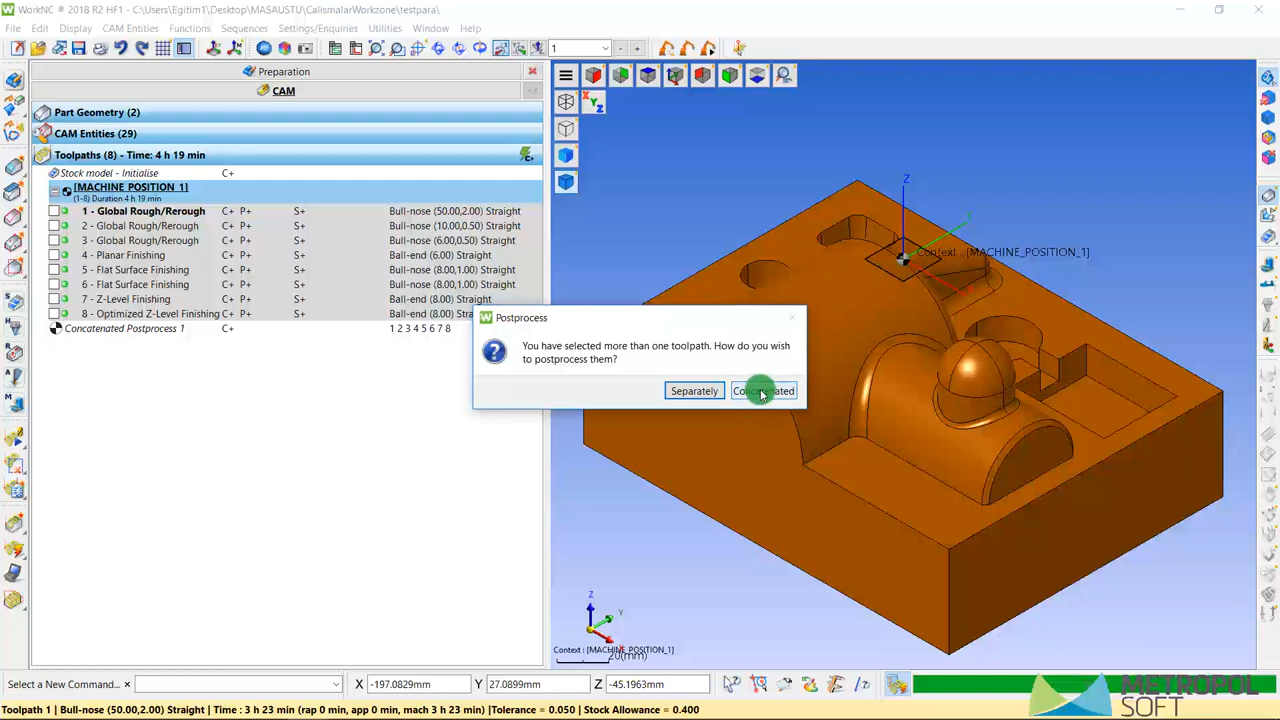 WorkNC ® 2018 R2 HF1 - C:\Users\Egitim1\Desktop\MASAUSTU\CalismalarWorkzone\testpara\
File Edit Display CAM Entities Functions Sequences Settings/Enquiries Utilities Window Help
1
Preparation
CAM
Part Geometry (2)
CAM Entities (29)
Toolpaths (8) - Time: 4 h 19 min
Stock model - Initialise C+
[MACHINE_POSITION_1]
(1-8) Duration 4 h 19 min
1 - Global Rough/Rerough C+ P+ S+ Bull-nose (50.00,2.00) Straight
2 - Global Rough/Rerough C+ P+ S+ Bull-nose (10.00,0.50) Straight
3 - Global Rough/Rerough C+ P+ S+ Bull-nose (6.00,0.50) Straight
4 - Planar Finishing C+ P+ S+ Ball-end (6.00) Straight
5 - Flat Surface Finishing C+ P+ S+ Bull-nose (8.00,1.00) Straight
6 - Flat Surface Finishing C+ P+ S+ Bull-nose (8.00,1.00) Straight
7 - Z-Level Finishing C+ P+ S+ Ball-end (8.00) Straight
8 - Optimized Z-Level Finishing C+ P+ S+ Ball-end (8.00) Straight
Concatenated Postprocess 1 C+ 1 2 3 4 5 6 7 8
Postprocess
You have selected more than one toolpath. How do you wish
to postprocess them?
Separately Concatenated
X Y Z
Z
Context : [MACHINE_POSITION_1]
Z
Y
Context : [MACHINE_POSITION_1]
20(mm)
Select a New Command... X -197.0829mm Y 27.0899mm Z -45.1963mm
METROPOL
SOFT
Toolpath 1 | Bull-nose (50.00,2.00) Straight | Time : 3 h 23 min (rap 0 min, app 0 min, mach 3 h 23 min) |Tolerance = 0.050 | Stock Allowance = 0.400